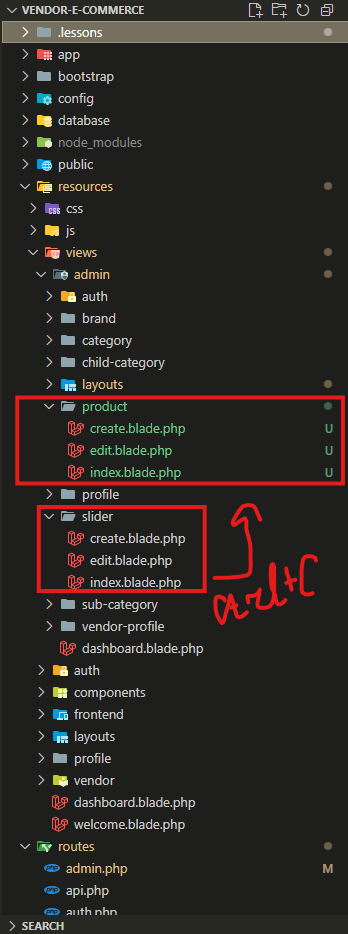 VENDOR-E-COMMERCE
.lessons
app
bootstrap
config
database
node_modules
public
resources
css
js
views
admin
auth
brand
category
child-category
layouts
product
create.blade.php U
edit.blade.php U
index.blade.php U
profile
slider
create.blade.php
edit.blade.php
index.blade.php
ctrl+C
sub-category
vendor-profile
dashboard.blade.php
auth
components
frontend
layouts
profile
vendor
dashboard.blade.php
welcome.blade.php
routes
admin.php M
api.php
auth.php
SEARCH